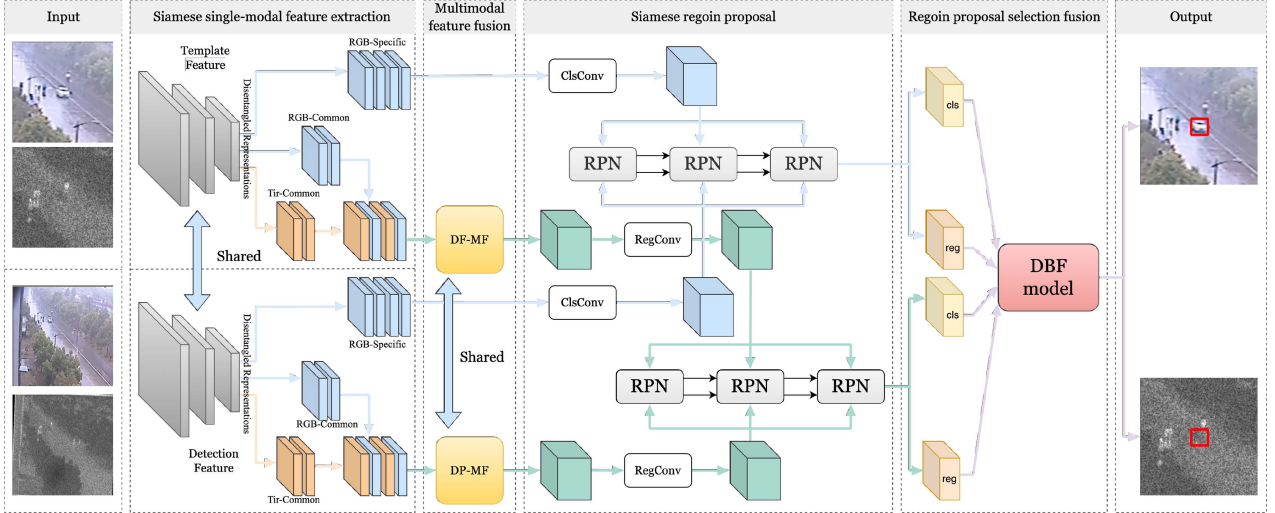 Input
Siamese single-modal feature extraction
Multimodal
feature fusion
Siamese regoin proposal
Regoin proposal selection fusion
Output
Template
Feature
Disentangled Representations
RGB-Specific
RGB-Common
Tir-Common
Shared
DF-MF
ClsConv
RPN
RPN
RPN
RegConv
cls
reg
Disentangled Representations
RGB-Specific
RGB-Common
Tir-Common
Detection
Feature
Shared
DP-MF
ClsConv
RPN
RPN
RPN
RegConv
cls
reg
DBF
model